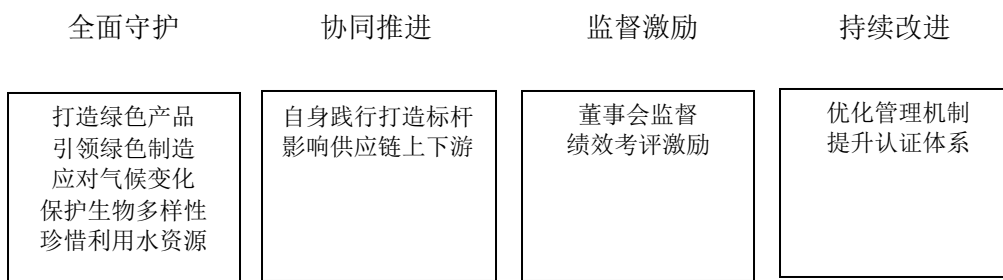 全面守护
协同推进
监督激励
持续改进
打造绿色产品
引领绿色制造
应对气候变化
保护生物多样性
珍惜利用水资源
自身践行打造标杆
影响供应链上下游
董事会监督
绩效考评激励
优化管理机制
提升认证体系